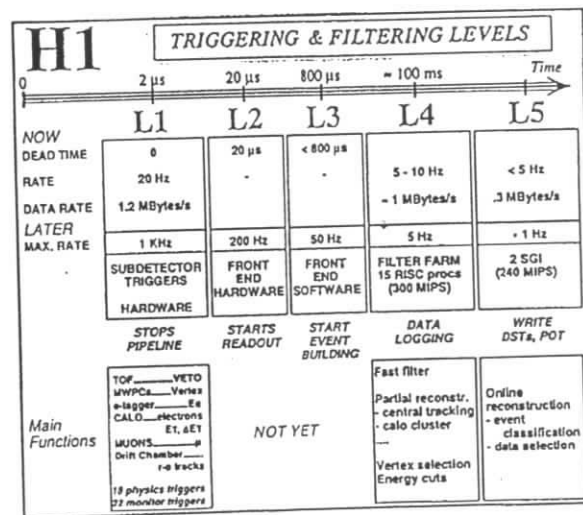 H1
TRIGGERING & FILTERING LEVELS
0 2 µs 20 µs 800 µs ~ 100 ms Time
L1 L2 L3 L4 L5
NOW
DEAD TIME 0 20 µs < 800 µs
RATE 20 Hz - - 5 - 10 Hz < 5 Hz
DATA RATE 1.2 MBytes/s ~ 1 MBytes/s .3 MBytes/s
LATER
MAX. RATE 1 KHz 200 Hz 50 Hz 5 Hz 1 Hz
SUBDETECTOR
TRIGGERS
HARDWARE
FRONT
END
HARDWARE
FRONT
END
SOFTWARE
FILTER FARM
15 RISC procs
(300 MIPS)
2 SGI
(240 MIPS)
STOPS
PIPELINE
STARTS
READOUT
START
EVENT
BUILDING
DATA
LOGGING
WRITE
DSTs, POT
Main
Functions
TOF VETO
MWPCs Vertex
e-tagger Ee
CALO electrons
MUONS µ
Drift Chamber
tracks
physics triggers
monitor triggers
NOT YET
Fast filter
Partial reconstr.
- central tracking
- calo cluster
Vertex selection
Energy cuts
Online
reconstruction
- event
classification
- data selection